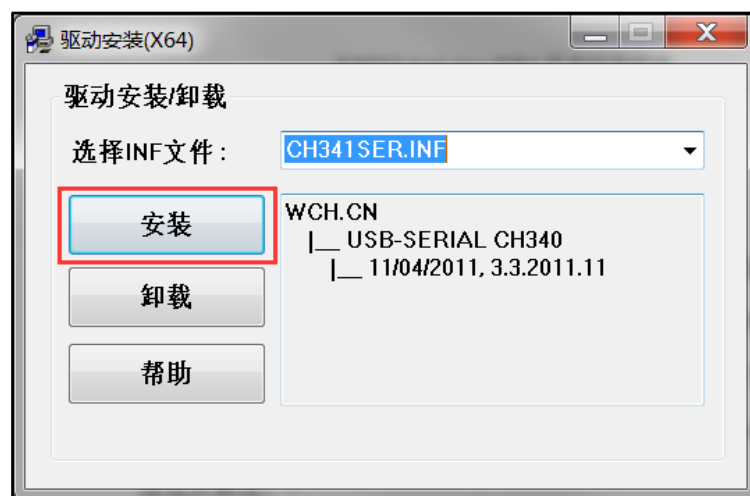 驱动安装(X64)
驱动安装/卸载
选择INF文件：
CH341SER.INF
安装
卸载
帮助
WCH.CN
|__ USB-SERIAL CH340
|__ 11/04/2011, 3.3.2011.11